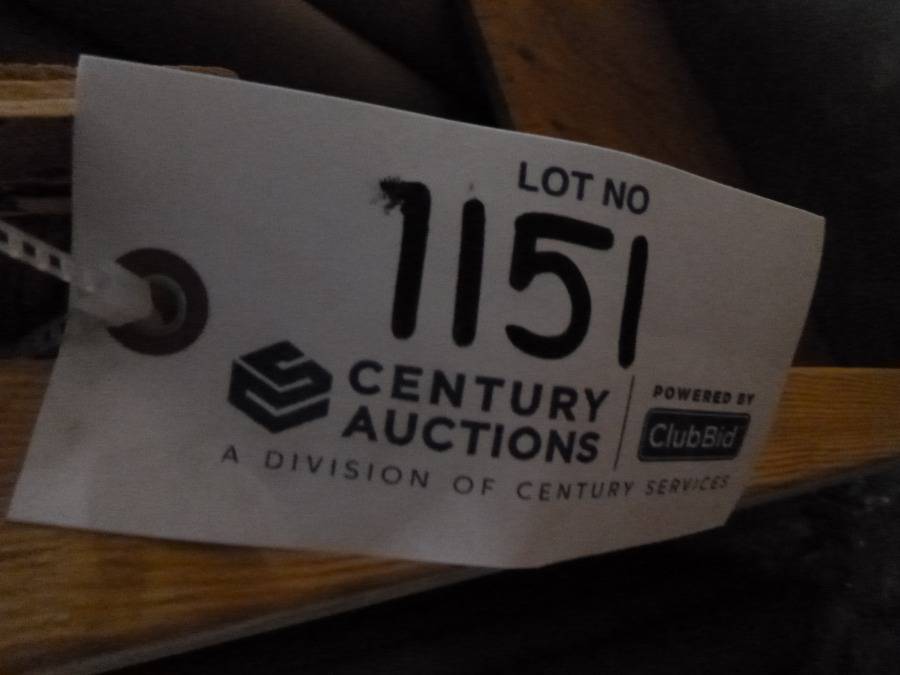 LOT NO
1151
CENTURY
AUCTIONS
A DIVISION OF CENTURY SERVICES
POWERED BY
ClubBid